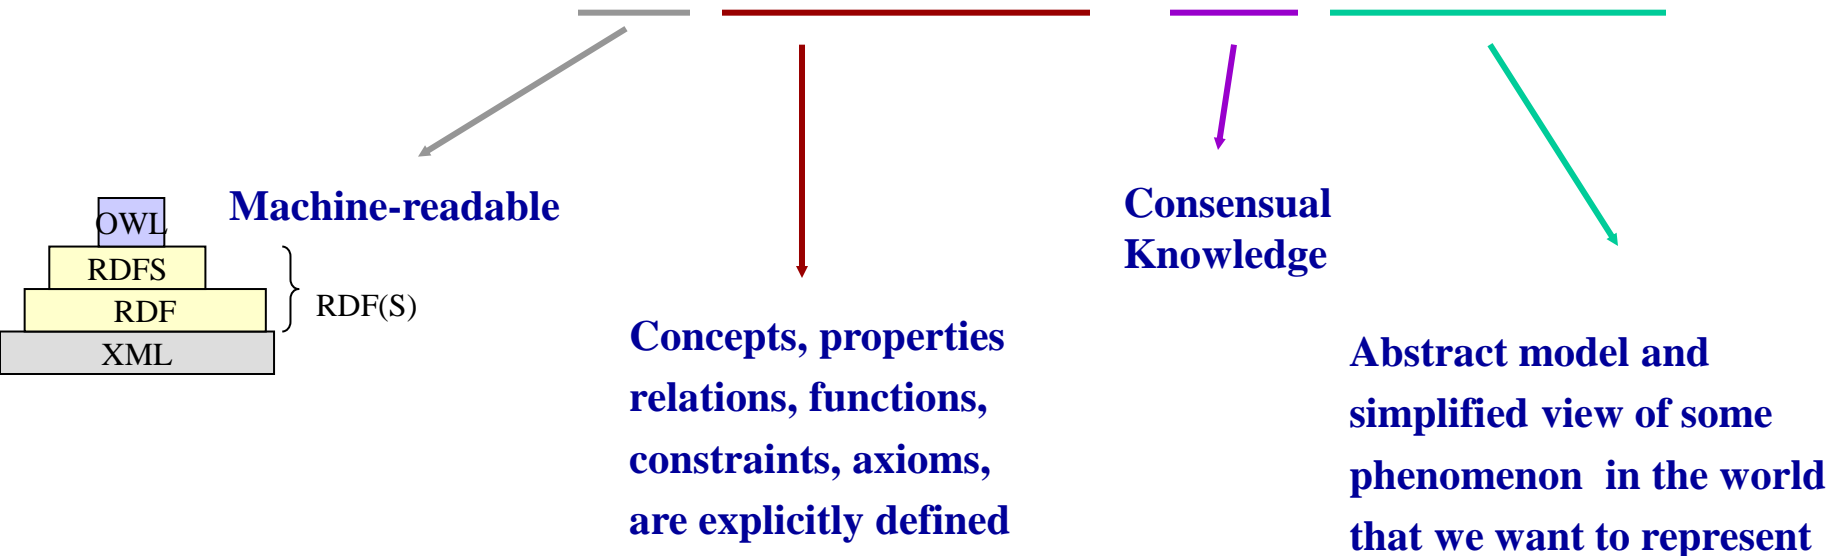 Machine-readable
OWL
RDFS
RDF
XML
RDF(S)
Concepts, properties
relations, functions,
constraints, axioms,
are explicitly defined
Consensual
Knowledge
Abstract model and
simplified view of some
phenomenon in the world
that we want to represent